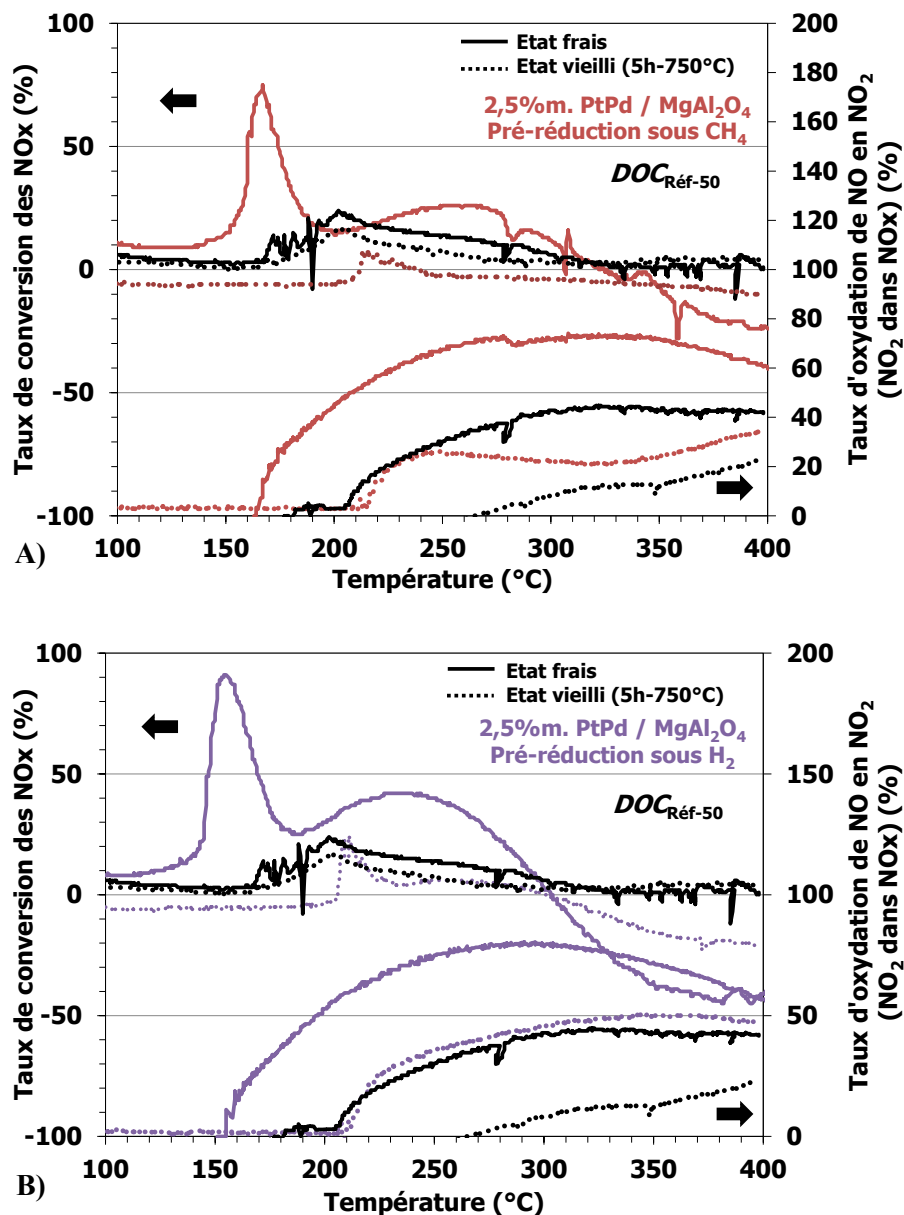 A)
Taux de conversion des NOx (%)
100
50
0
-50
-100
Etat frais
Etat vieilli (5h-750°C)
2,5%m. PtPd / MgAl₂O₄
Pré-réduction sous CH₄
DOC Réf-50
200
180
160
140
120
100
80
60
40
20
0
Taux d'oxydation de NO en NO₂
(NO₂ dans NOx) (%)
100 150 200 250 300 350 400
Température (°C)
B)
Taux de conversion des NOx (%)
100
50
0
-50
-100
Etat frais
Etat vieilli (5h-750°C)
2,5%m. PtPd / MgAl₂O₄
Pré-réduction sous H₂
DOC Réf-50
200
150
100
50
0
Taux d'oxydation de NO en NO₂
(NO₂ dans NOx) (%)
100 150 200 250 300 350 400
Température (°C)